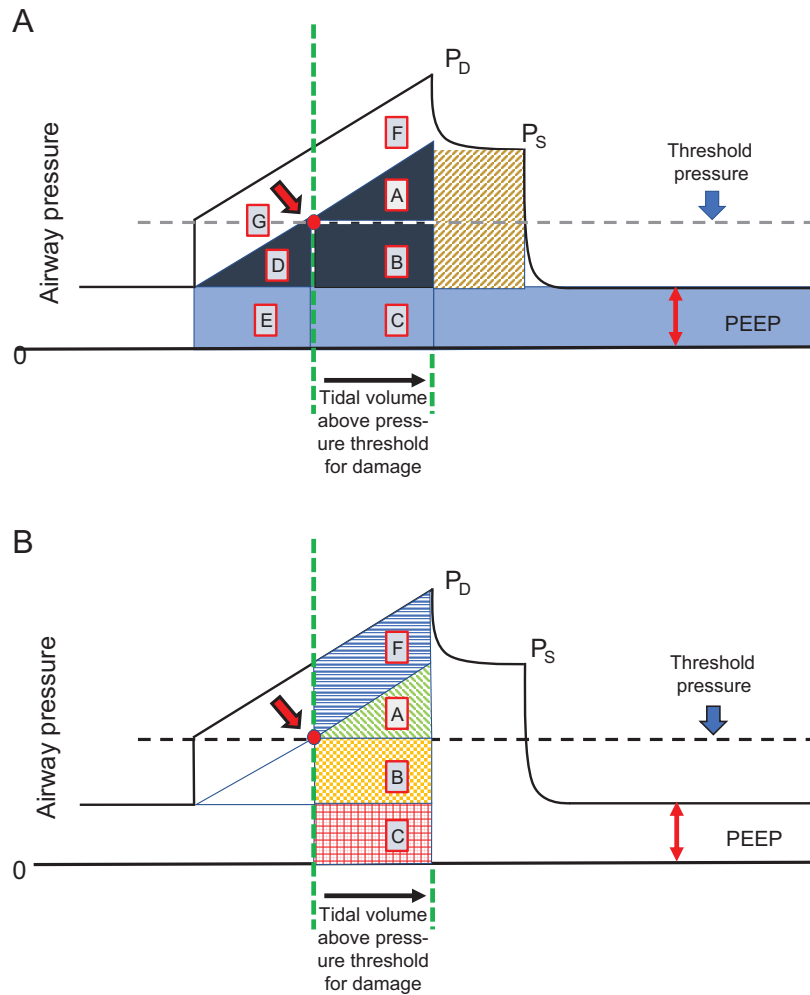 A
P_D
P_S
F
Threshold
pressure
A
G
D
B
E
C
PEEP
Airway pressure
0
Tidal volume
above press-
ure threshold
for damage
B
P_D
P_S
F
Threshold
pressure
A
B
C
PEEP
Airway pressure
0
Tidal volume
above press-
ure threshold
for damage